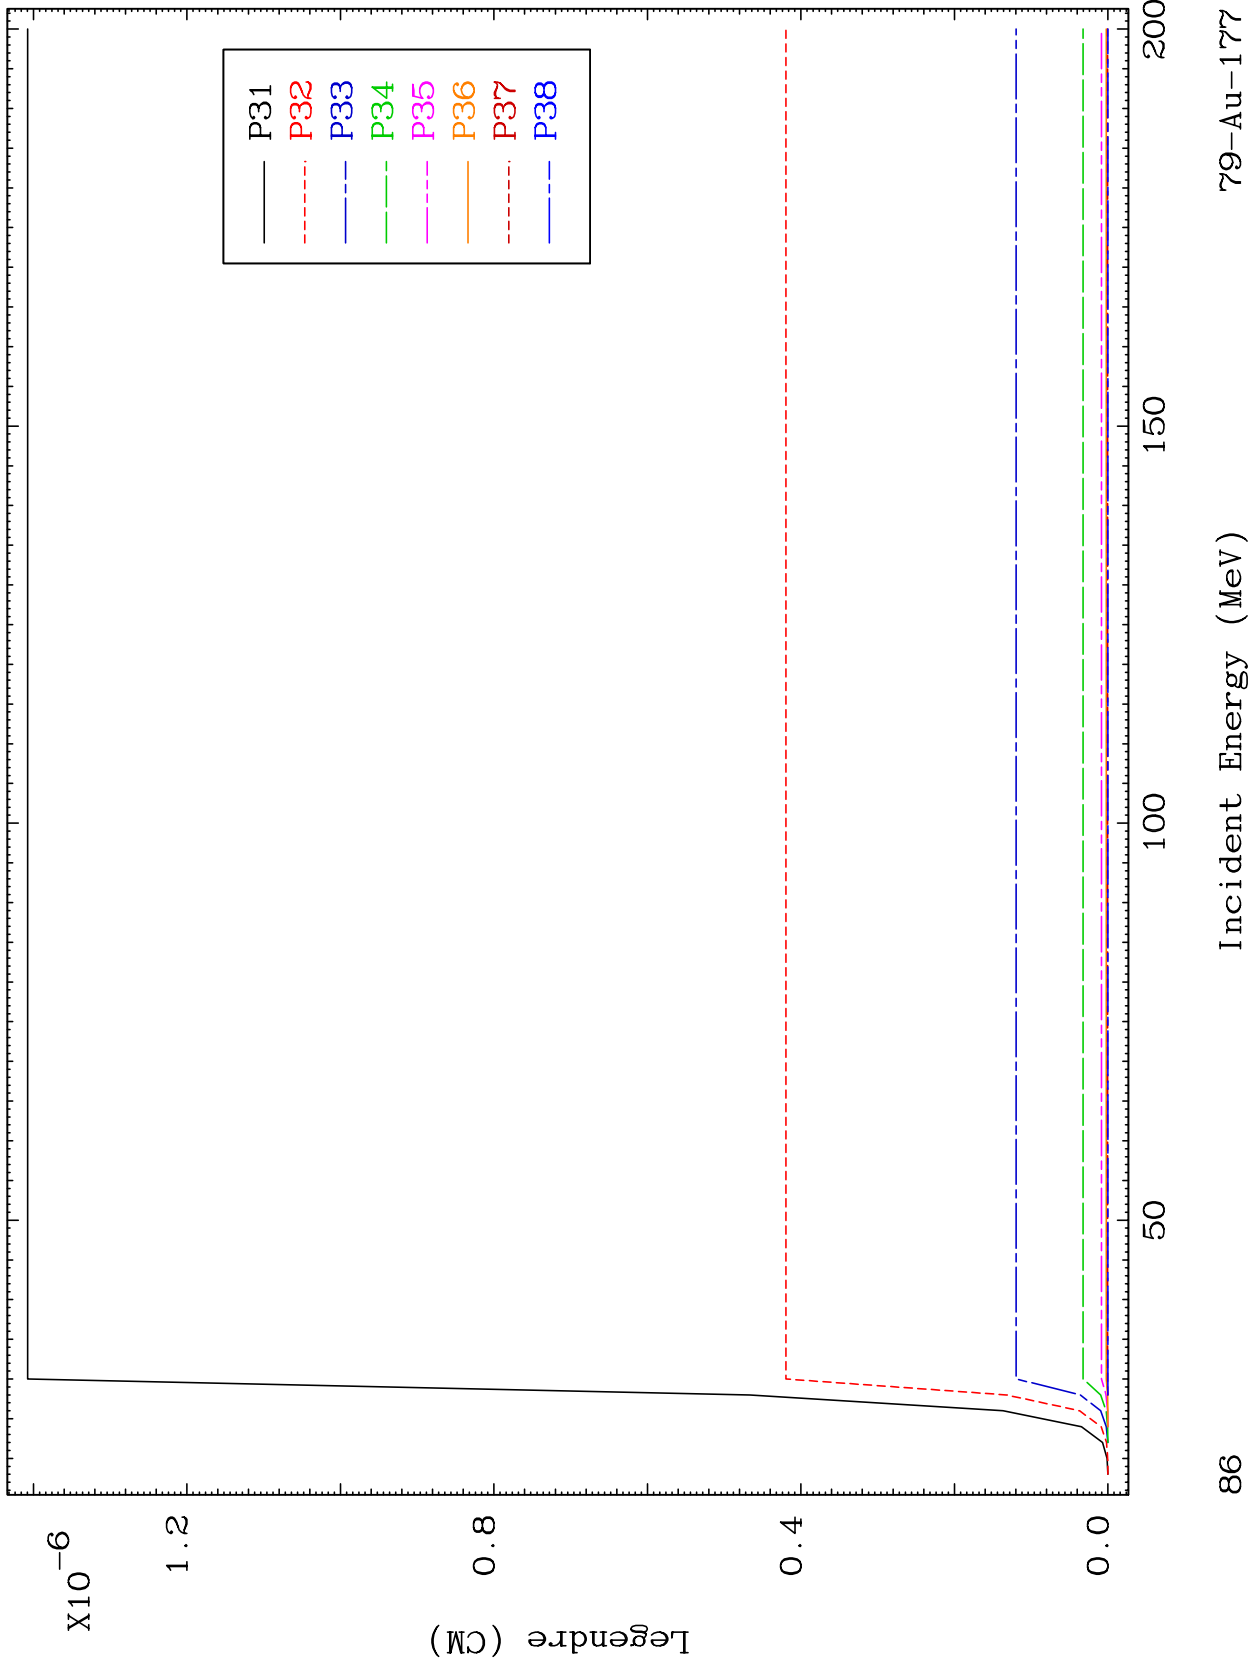 X10-6
1.2
0.8
0.4
0.0
Legendre (CM)
P31
P32
P33
P34
P35
P36
P37
P38
50
100
150
200
Incident Energy (MeV)
86
79-Au-177